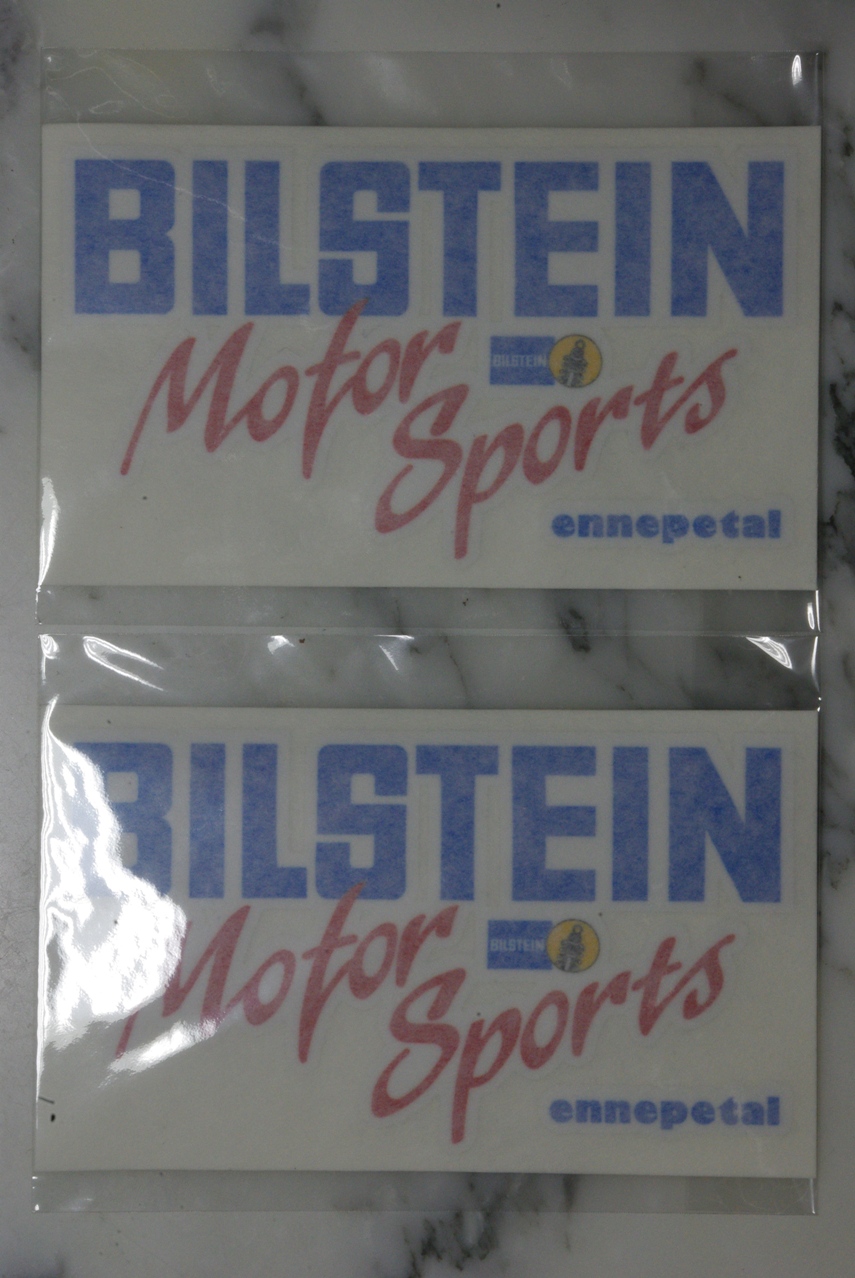 BILSTEIN
Motor
BILSTEIN
Sports
ennepetal
BILSTEIN
Motor
BILSTEIN
Sports
ennepetal